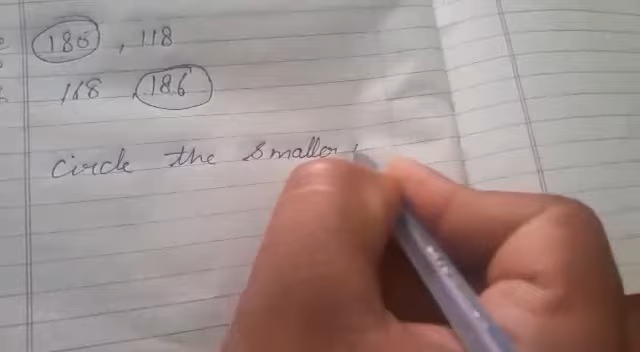 186 , 118
118 , 186
Circle the Smaller